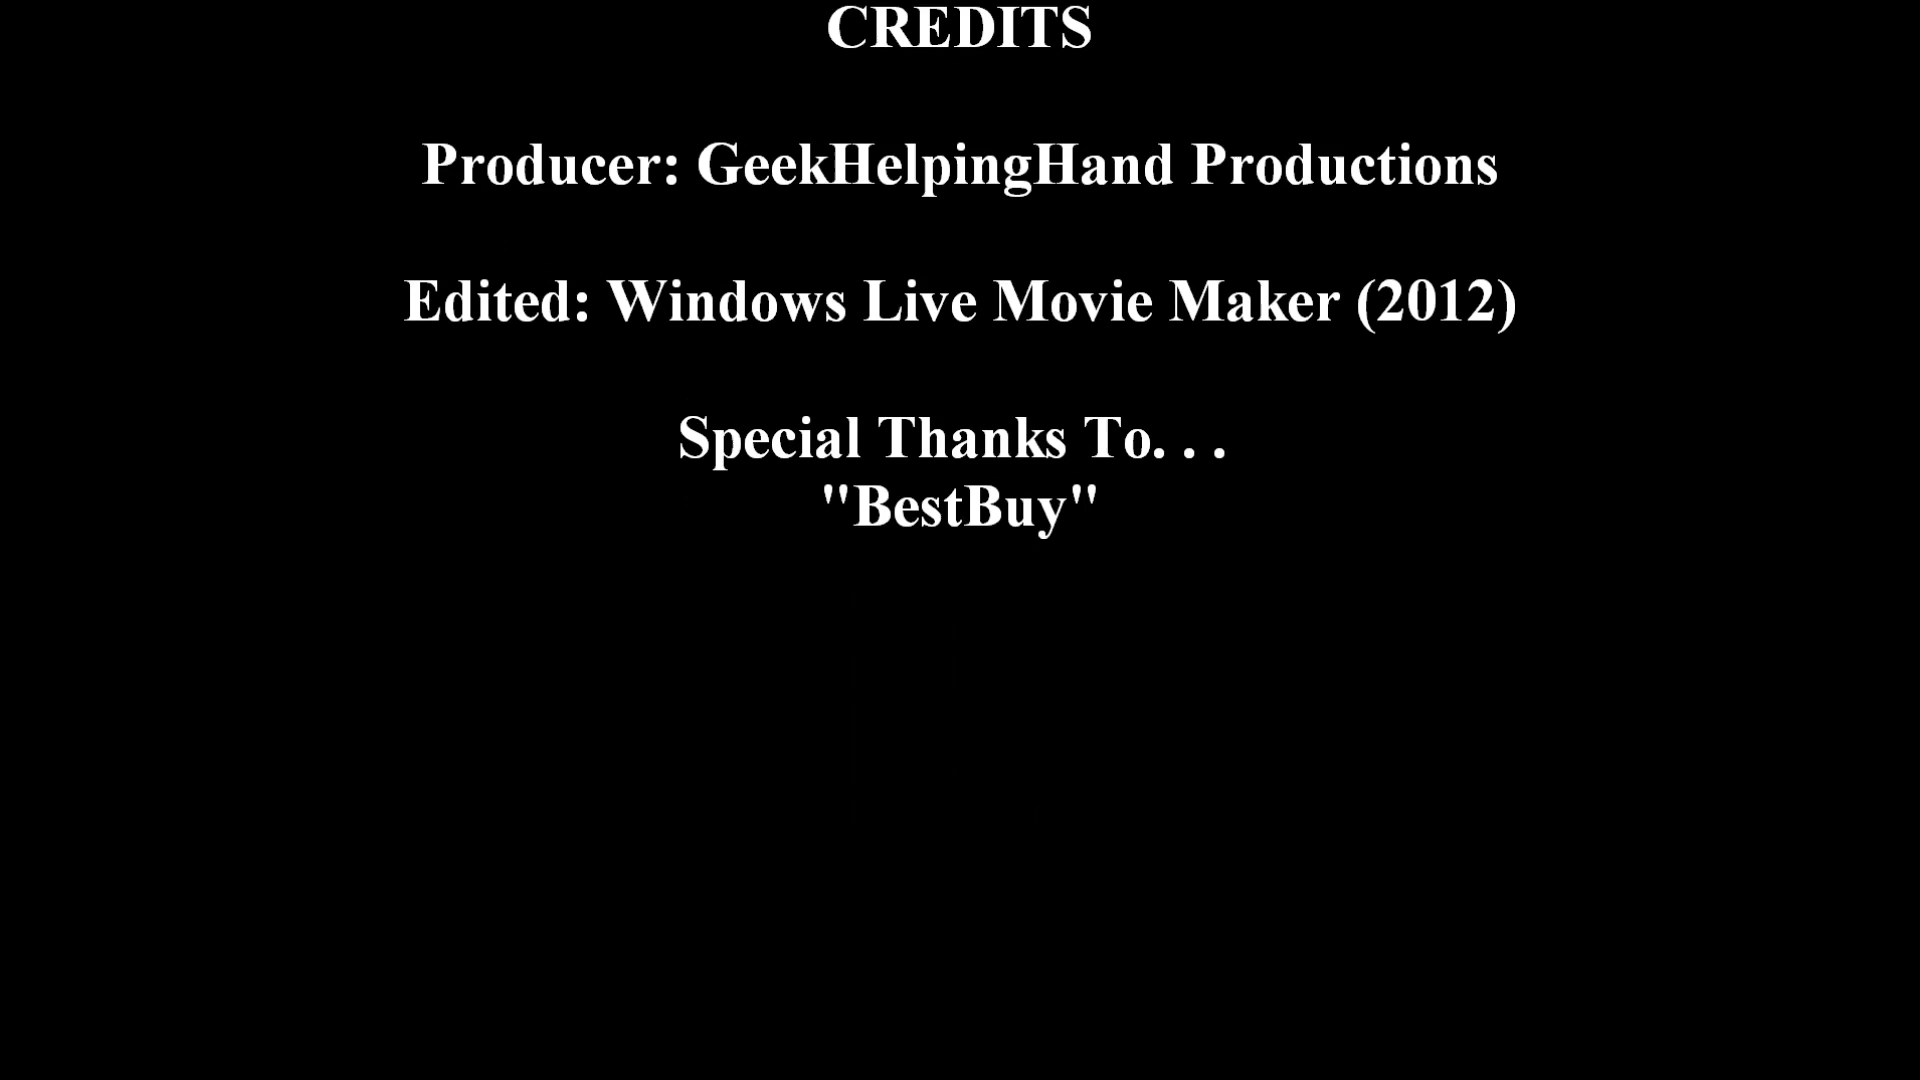 CREDITS
Producer: GeekHelpingHand Productions
Edited: Windows Live Movie Maker (2012)
Special Thanks To. . .
"BestBuy"